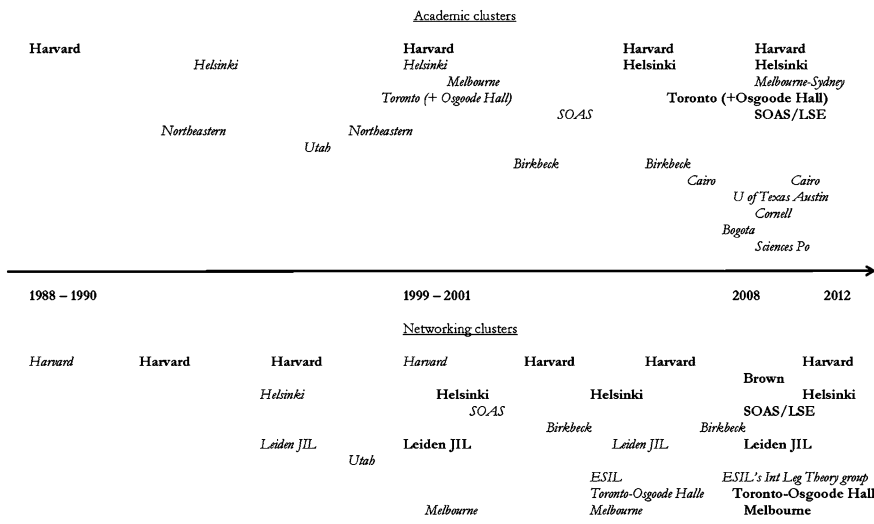 Academic clusters
Harvard Harvard Harvard Harvard
Helsinki Helsinki Helsinki Helsinki
Melbourne Melbourne-Sydney
Toronto (+ Osgoode Hall) Toronto (+Osgoode Hall)
SOAS SOAS/LSE
Northeastern Northeastern
Utah
Birkbeck Birkbeck
Cairo Cairo
U of Texas Austin
Cornell
Bogota
Sciences Po
1988 – 1990 1999 – 2001 2008 2012
Networking clusters
Harvard Harvard Harvard Harvard Harvard Harvard Harvard
Brown
Helsinki Helsinki Helsinki Helsinki
SOAS SOAS/LSE
Birkbeck Birkbeck
Leiden JIL Leiden JIL Leiden JIL Leiden JIL
Utah
ESIL ESIL's Int Leg Theory group
Toronto-Osgoode Halle Toronto-Osgoode Hall
Melbourne Melbourne Melbourne